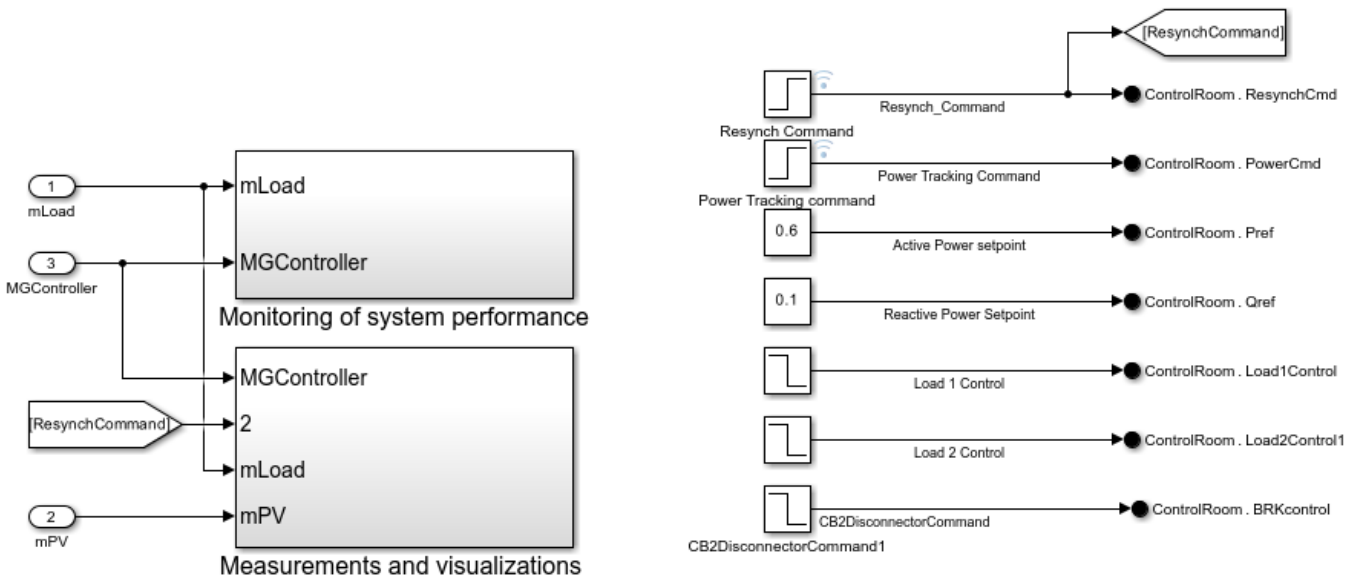 1
mLoad
3
MGController
mLoad
MGController
Monitoring of system performance
[ResynchCommand]
2
mPV
MGController
2
mLoad
mPV
Measurements and visualizations
[ResynchCommand]
Resynch_Command
ControlRoom . ResynchCmd
Resynch Command
Power Tracking Command
ControlRoom . PowerCmd
Power Tracking command
0.6
Active Power setpoint
ControlRoom . Pref
0.1
Reactive Power Setpoint
ControlRoom . Qref
Load 1 Control
ControlRoom . Load1Control
Load 2 Control
ControlRoom . Load2Control1
CB2DisconnectorCommand
ControlRoom . BRKcontrol
CB2DisconnectorCommand1